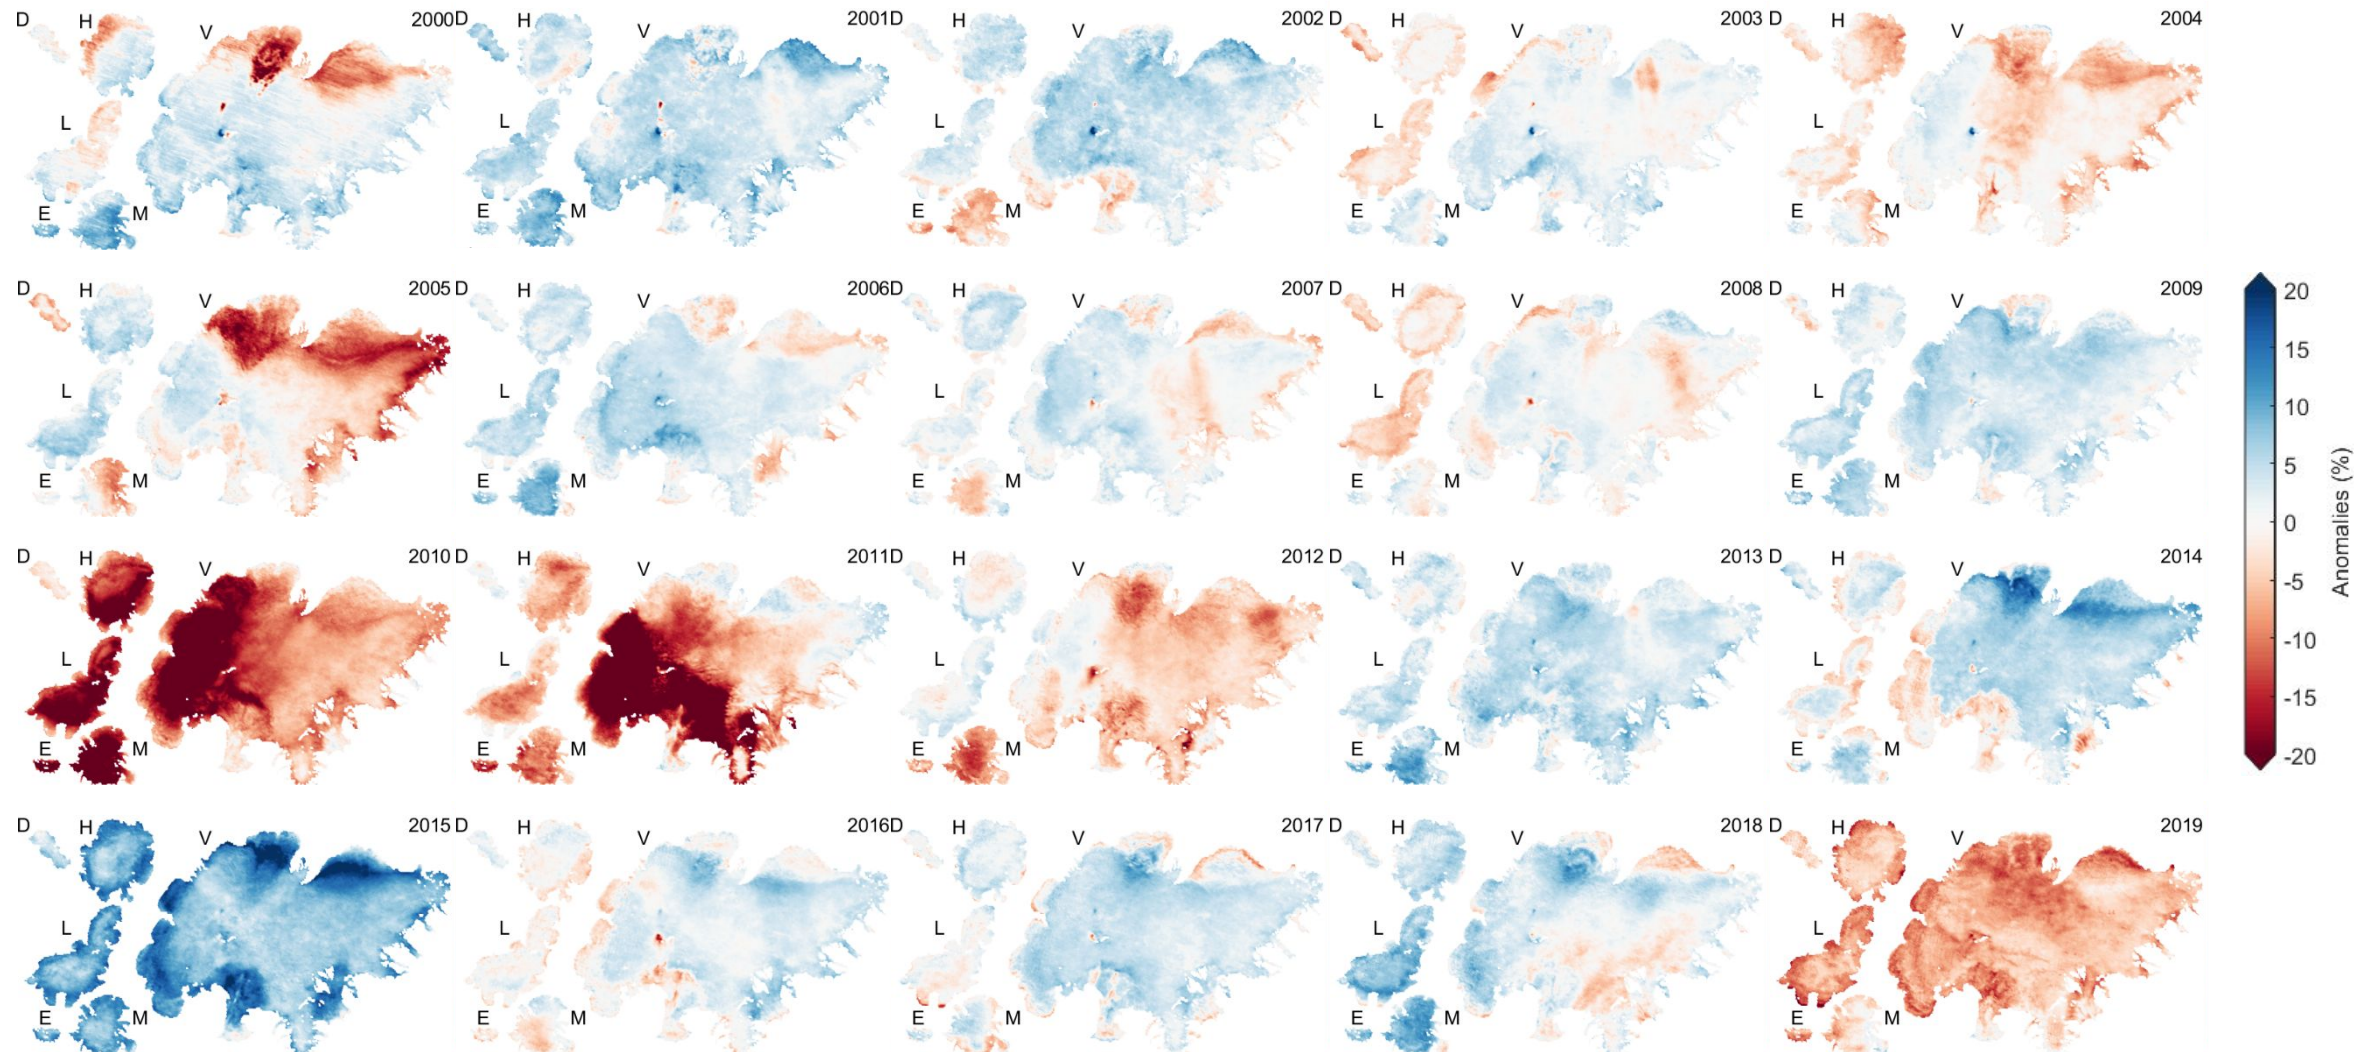 D H V 2000
L
E M
D H V 2001
L
E M
D H V 2002
L
E M
D H V 2003
L
E M
D H V 2004
L
E M
D H V 2005
L
E M
D H V 2006
L
E M
D H V 2007
L
E M
D H V 2008
L
E M
D H V 2009
L
E M
D H V 2010
L
E M
D H V 2011
L
E M
D H V 2012
L
E M
D H V 2013
L
E M
D H V 2014
L
E M
D H V 2015
L
E M
D H V 2016
L
E M
D H V 2017
L
E M
D H V 2018
L
E M
D H V 2019
L
E M
20
15
10
5
0
-5
-10
-15
-20
Anomalies (%)